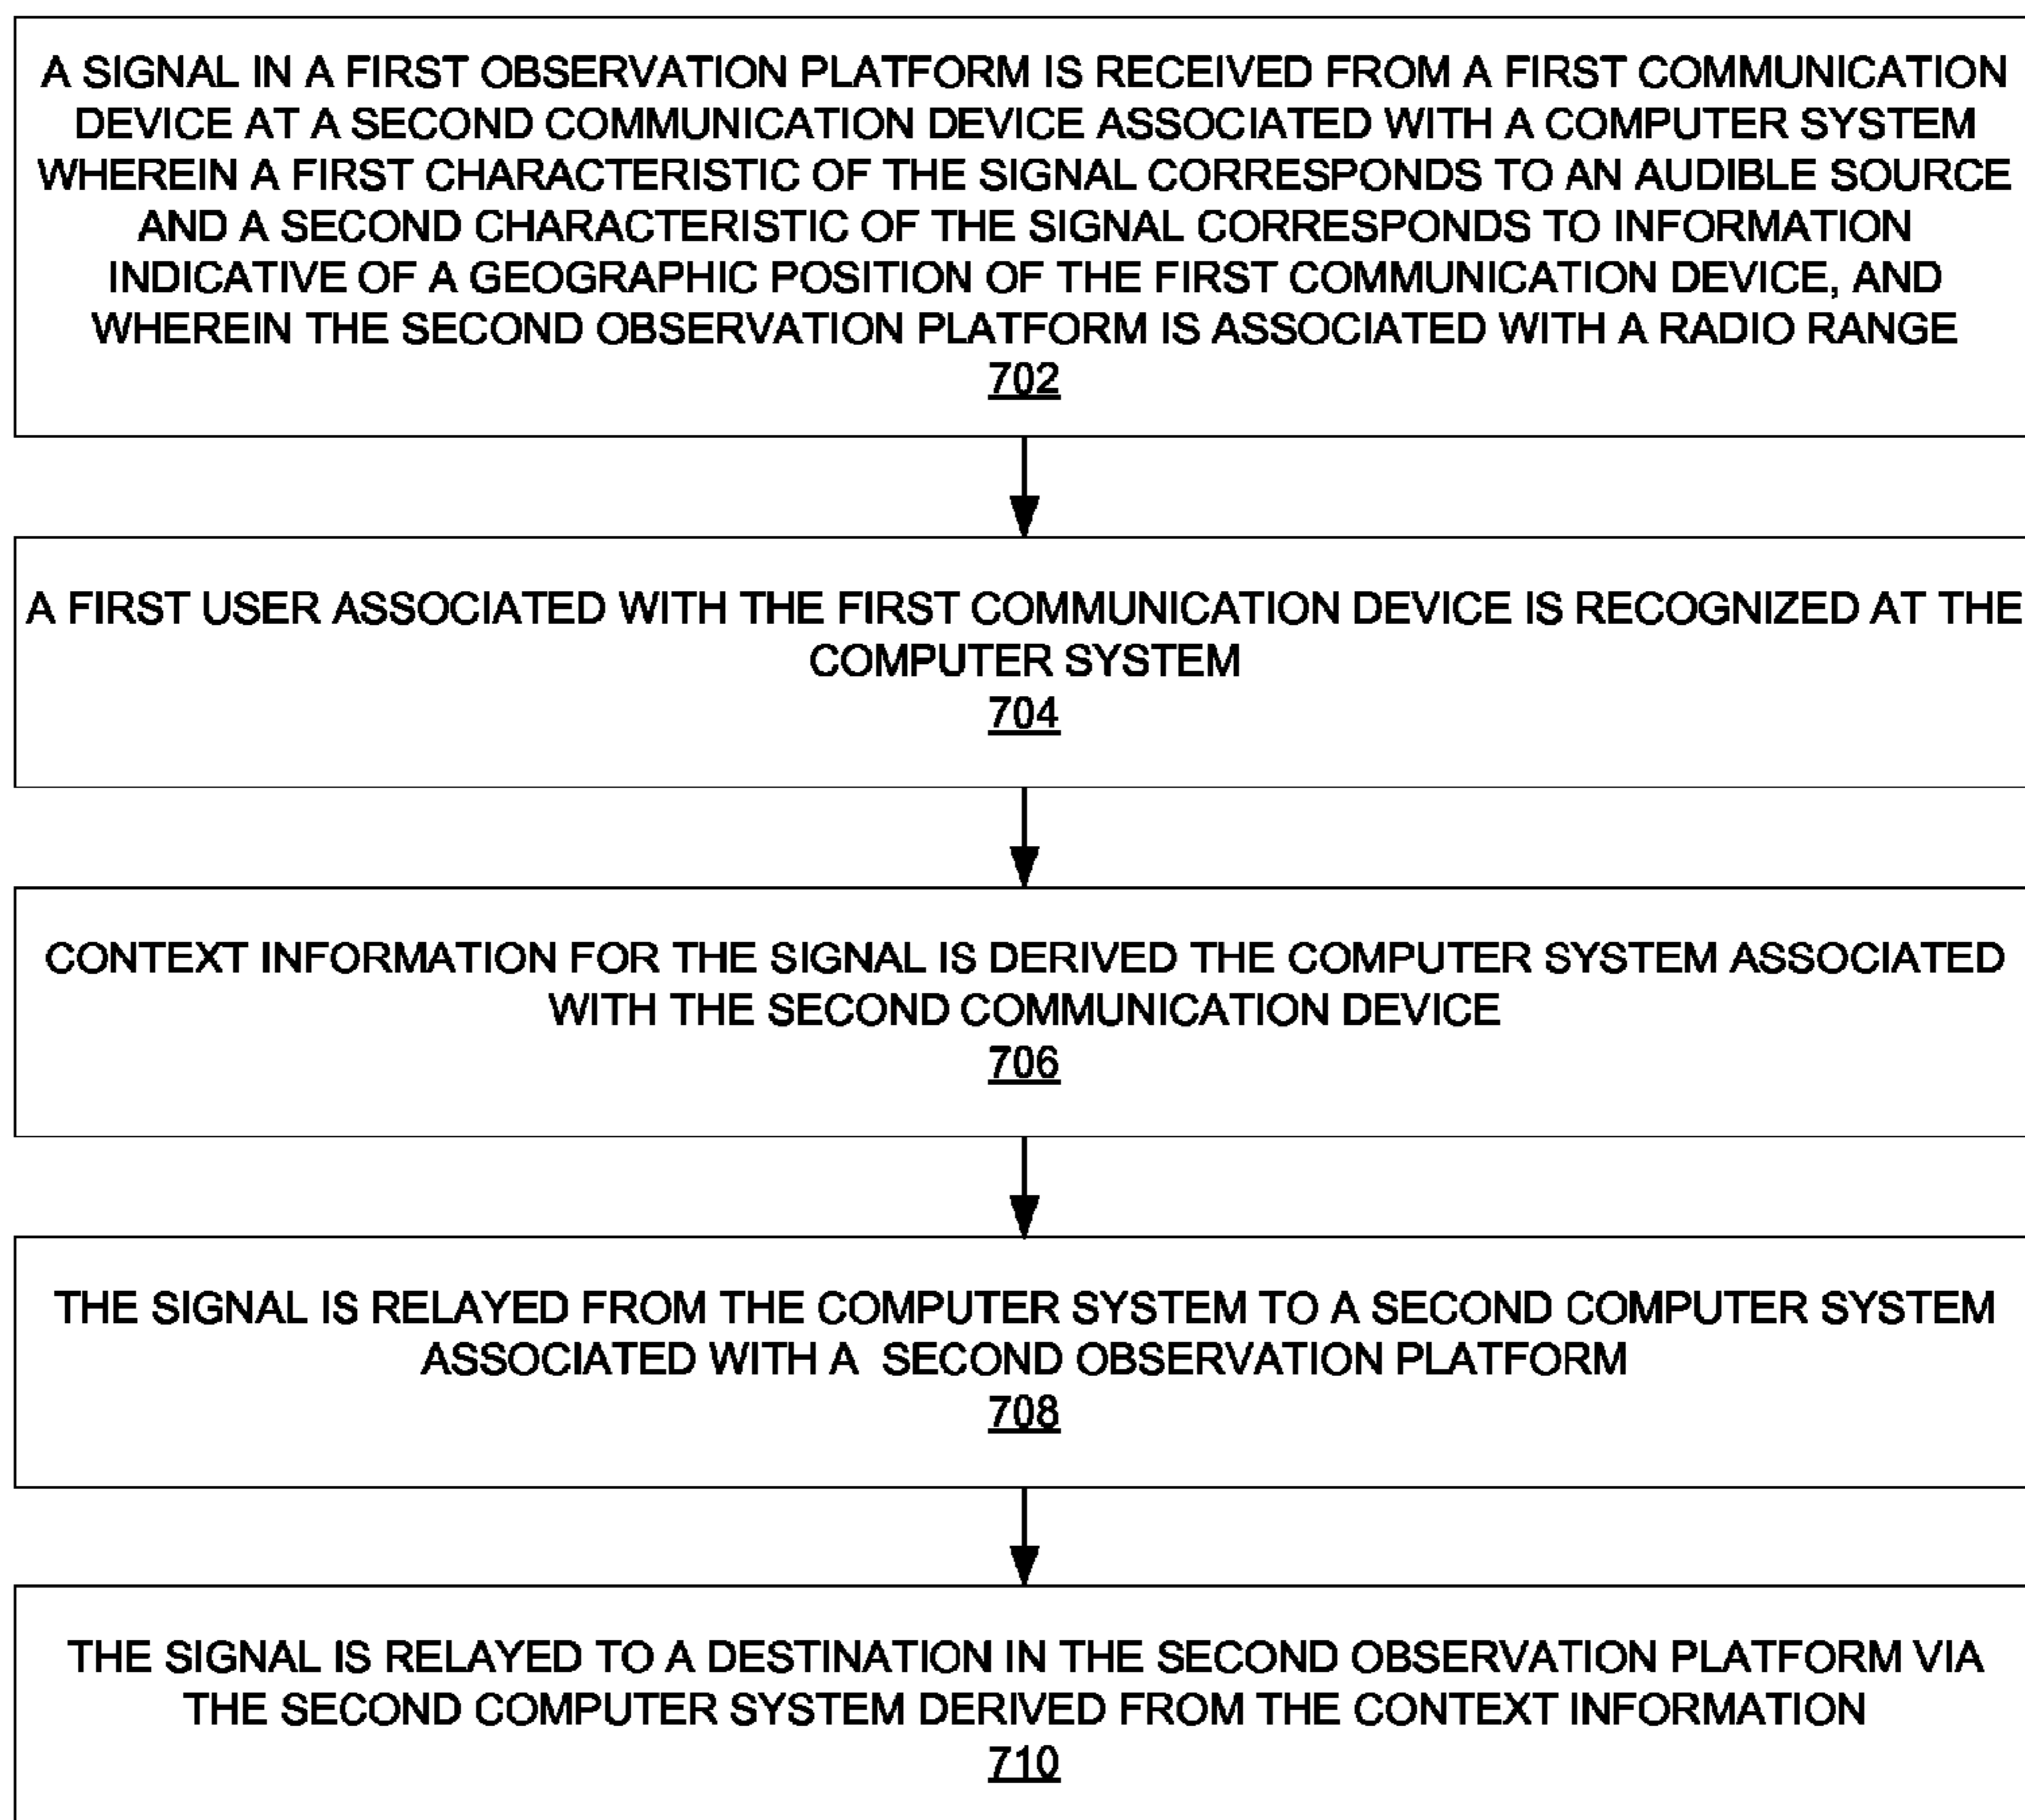 A SIGNAL IN A FIRST OBSERVATION PLATFORM IS RECEIVED FROM A FIRST COMMUNICATION
DEVICE AT A SECOND COMMUNICATION DEVICE ASSOCIATED WITH A COMPUTER SYSTEM
WHEREIN A FIRST CHARACTERISTIC OF THE SIGNAL CORRESPONDS TO AN AUDIBLE SOURCE
AND A SECOND CHARACTERISTIC OF THE SIGNAL CORRESPONDS TO INFORMATION
INDICATIVE OF A GEOGRAPHIC POSITION OF THE FIRST COMMUNICATION DEVICE, AND
WHEREIN THE SECOND OBSERVATION PLATFORM IS ASSOCIATED WITH A RADIO RANGE
702
A FIRST USER ASSOCIATED WITH THE FIRST COMMUNICATION DEVICE IS RECOGNIZED AT THE
COMPUTER SYSTEM
704
CONTEXT INFORMATION FOR THE SIGNAL IS DERIVED THE COMPUTER SYSTEM ASSOCIATED
WITH THE SECOND COMMUNICATION DEVICE
706
THE SIGNAL IS RELAYED FROM THE COMPUTER SYSTEM TO A SECOND COMPUTER SYSTEM
ASSOCIATED WITH A SECOND OBSERVATION PLATFORM
708
THE SIGNAL IS RELAYED TO A DESTINATION IN THE SECOND OBSERVATION PLATFORM VIA
THE SECOND COMPUTER SYSTEM DERIVED FROM THE CONTEXT INFORMATION
710